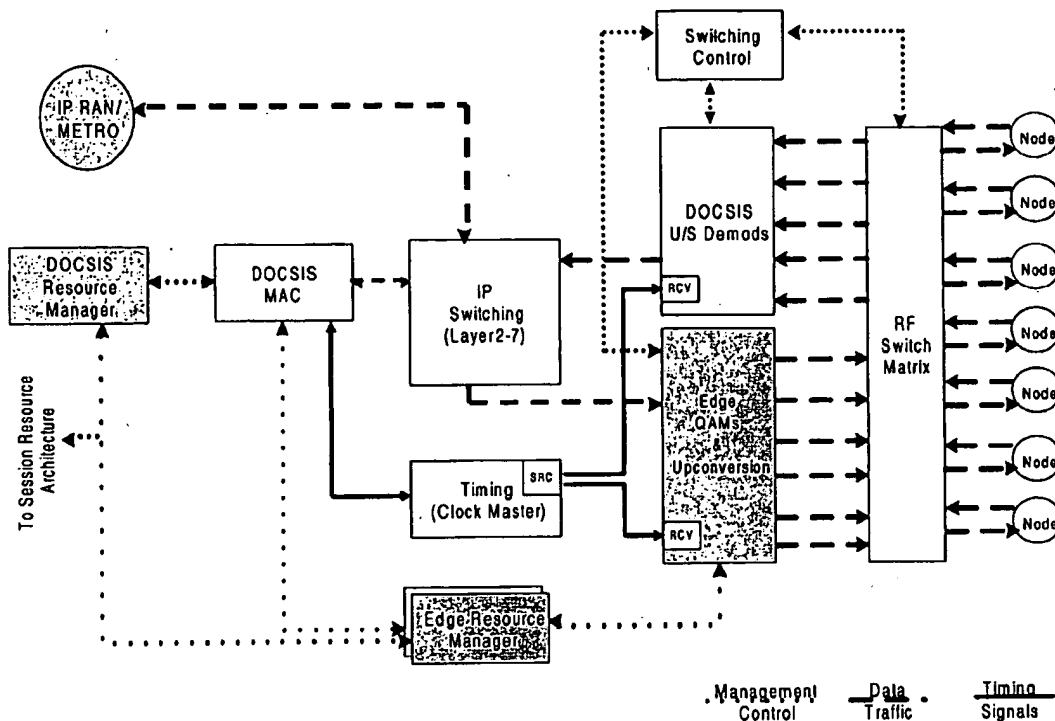 Switching
Control
IP RAN/
METRO
Node
Node
Node
Node
Node
Node
Node
DOCSIS
U/S Demods
RCV
DOCSIS
Resource
Manager
DOCSIS
MAC
IP
Switching
(Layer2-7)
RF
Switch
Matrix
Edge
QAMs
&
Upconversion
RCV
To Session Resource
Architecture
Timing
(Clock Master)
SRC
Edge Resource
Manager
Management
Control
Data
Traffic
Timing
Signals